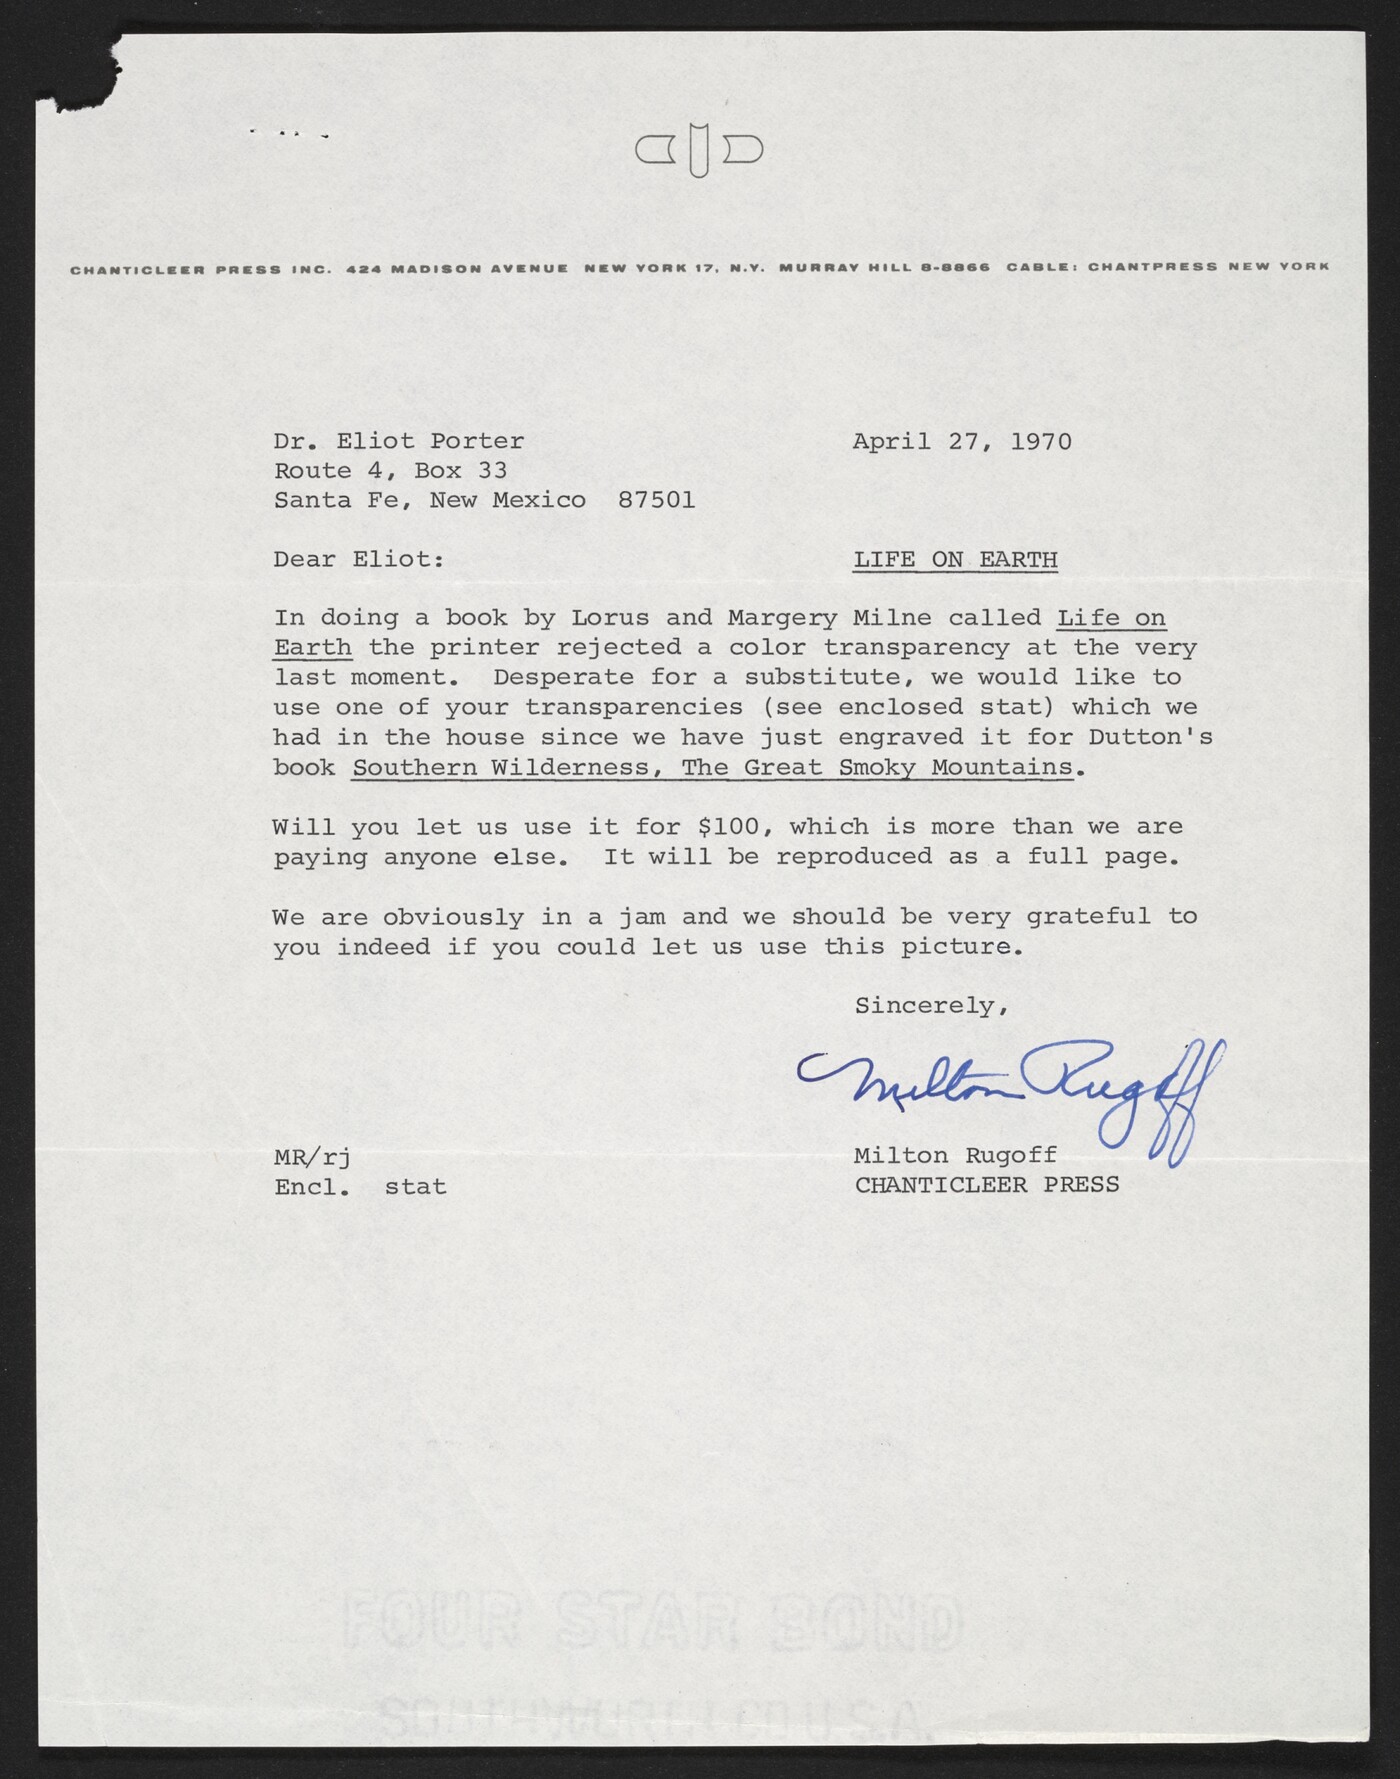 CHANTICLEER PRESS INC. 424 MADISON AVENUE NEW YORK 17, N.Y. MURRAY HILL 8-8866 CABLE: CHANTPRESS NEW YORK
Dr. Eliot Porter April 27, 1970
Route 4, Box 33
Santa Fe, New Mexico 87501
Dear Eliot: LIFE ON EARTH
In doing a book by Lorus and Margery Milne called Life on
Earth the printer rejected a color transparency at the very
last moment. Desperate for a substitute, we would like to
use one of your transparencies (see enclosed stat) which we
had in the house since we have just engraved it for Dutton's
book Southern Wilderness, The Great Smoky Mountains.
Will you let us use it for $100, which is more than we are
paying anyone else. It will be reproduced as a full page.
We are obviously in a jam and we should be very grateful to
you indeed if you could let us use this picture.
Sincerely,
Milton Rugoff
MR/rj Milton Rugoff
Encl. stat CHANTICLEER PRESS
FOUR STAR BOND
SOUTHWORTH CO U.S.A.